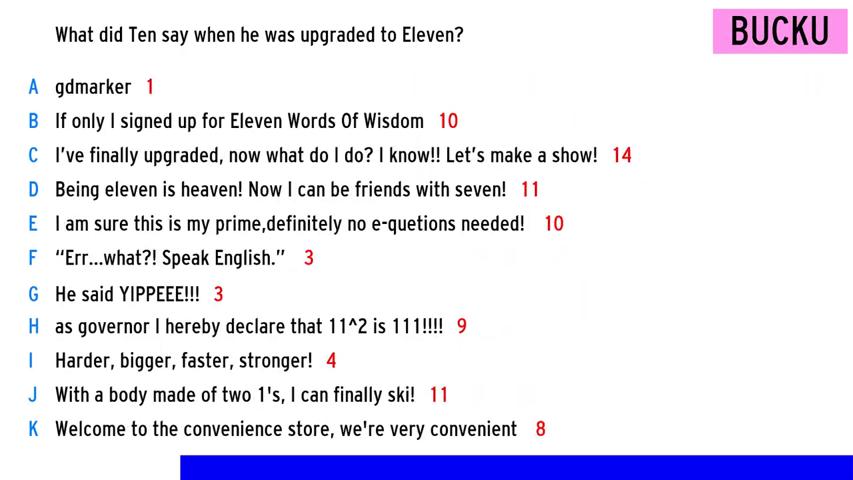 What did Ten say when he was upgraded to Eleven?
BUCKU
A gdmarker 1
B If only I signed up for Eleven Words Of Wisdom 10
C I've finally upgraded, now what do I do? I know!! Let's make a show! 14
D Being eleven is heaven! Now I can be friends with seven! 11
E I am sure this is my prime,definitely no e-quetions needed! 10
F “Err...what?! Speak English.” 3
G He said YIPPEEE!!! 3
H as governor I hereby declare that 11^2 is 111!!!! 9
I Harder, bigger, faster, stronger! 4
J With a body made of two 1's, I can finally ski! 11
K Welcome to the convenience store, we're very convenient 8